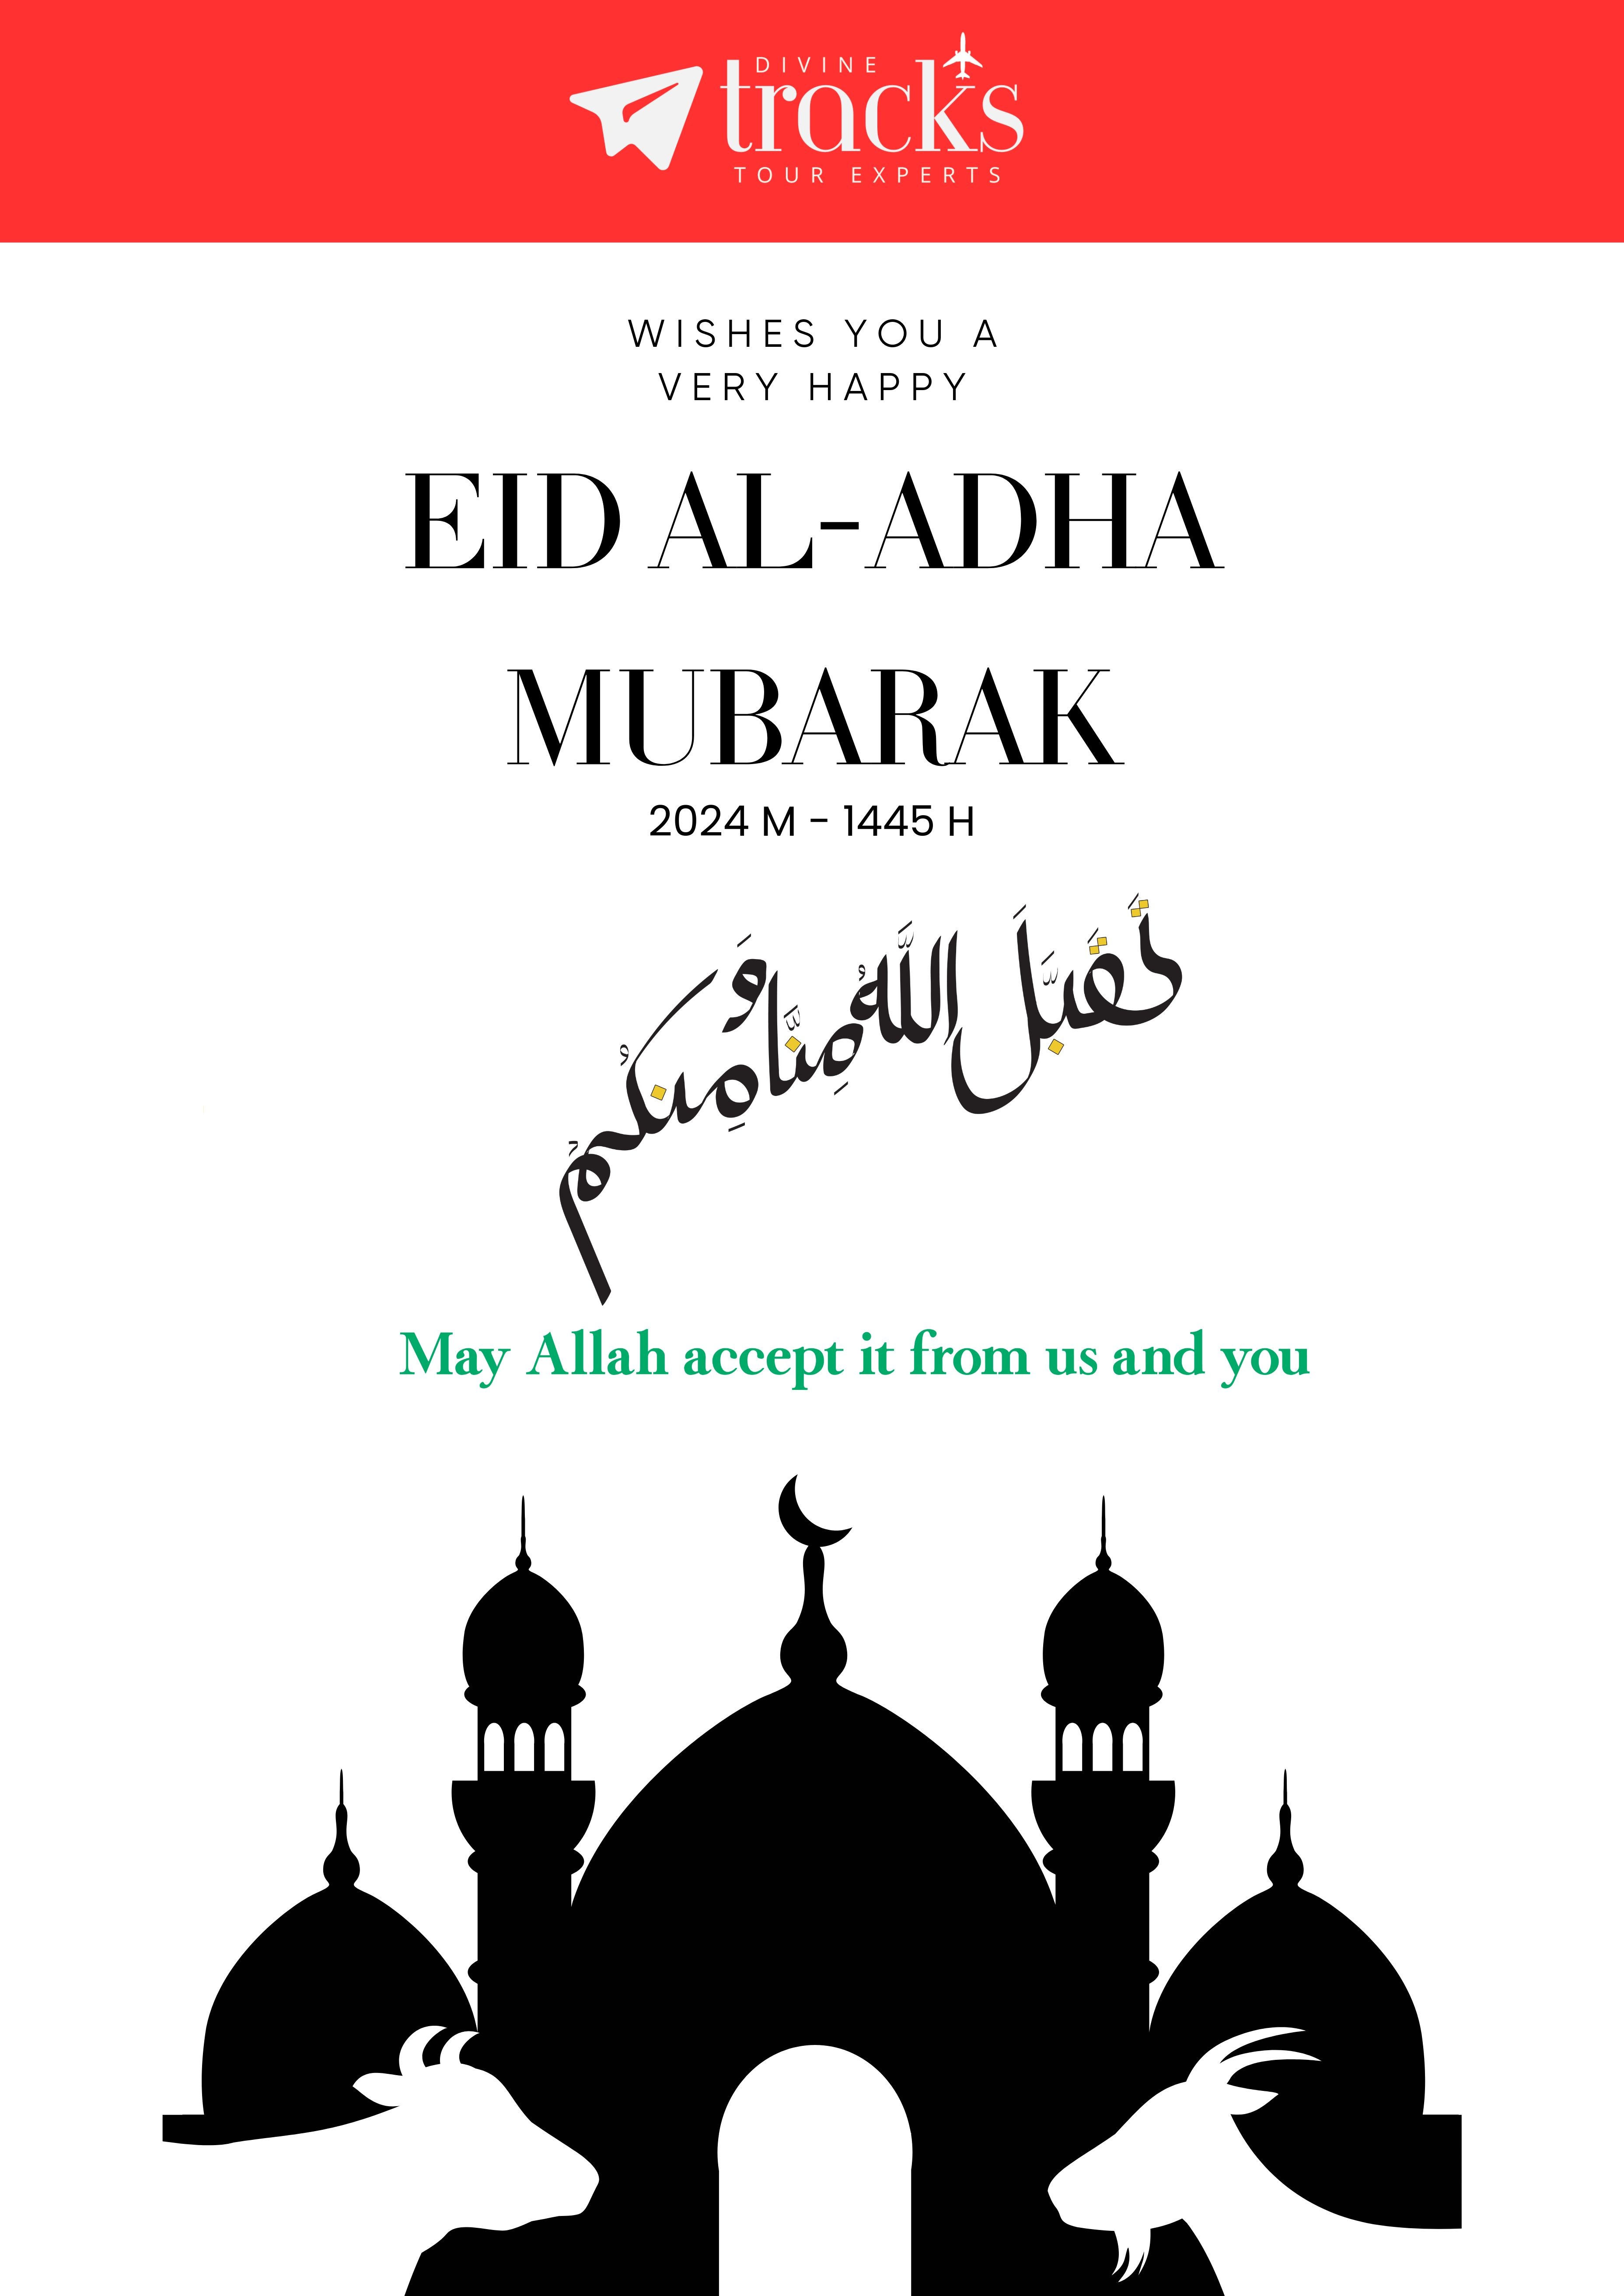 DIVINE
tracks
TOUR EXPERTS
WISHES YOU A
VERY HAPPY
EID AL-ADHA
MUBARAK
2024 M - 1445 H
تَقَبَّلَ اللَّهُ مِنَّا وَمِنكُمْ
May Allah accept it from us and you